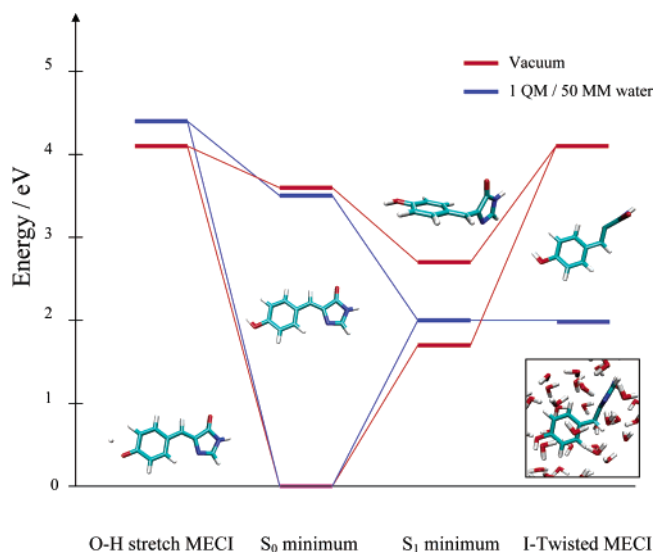 Energy / eV
5
4
3
2
1
0
Vacuum
1 QM / 50 MM water
O-H stretch MECI
S₀ minimum
S₁ minimum
I-Twisted MECI